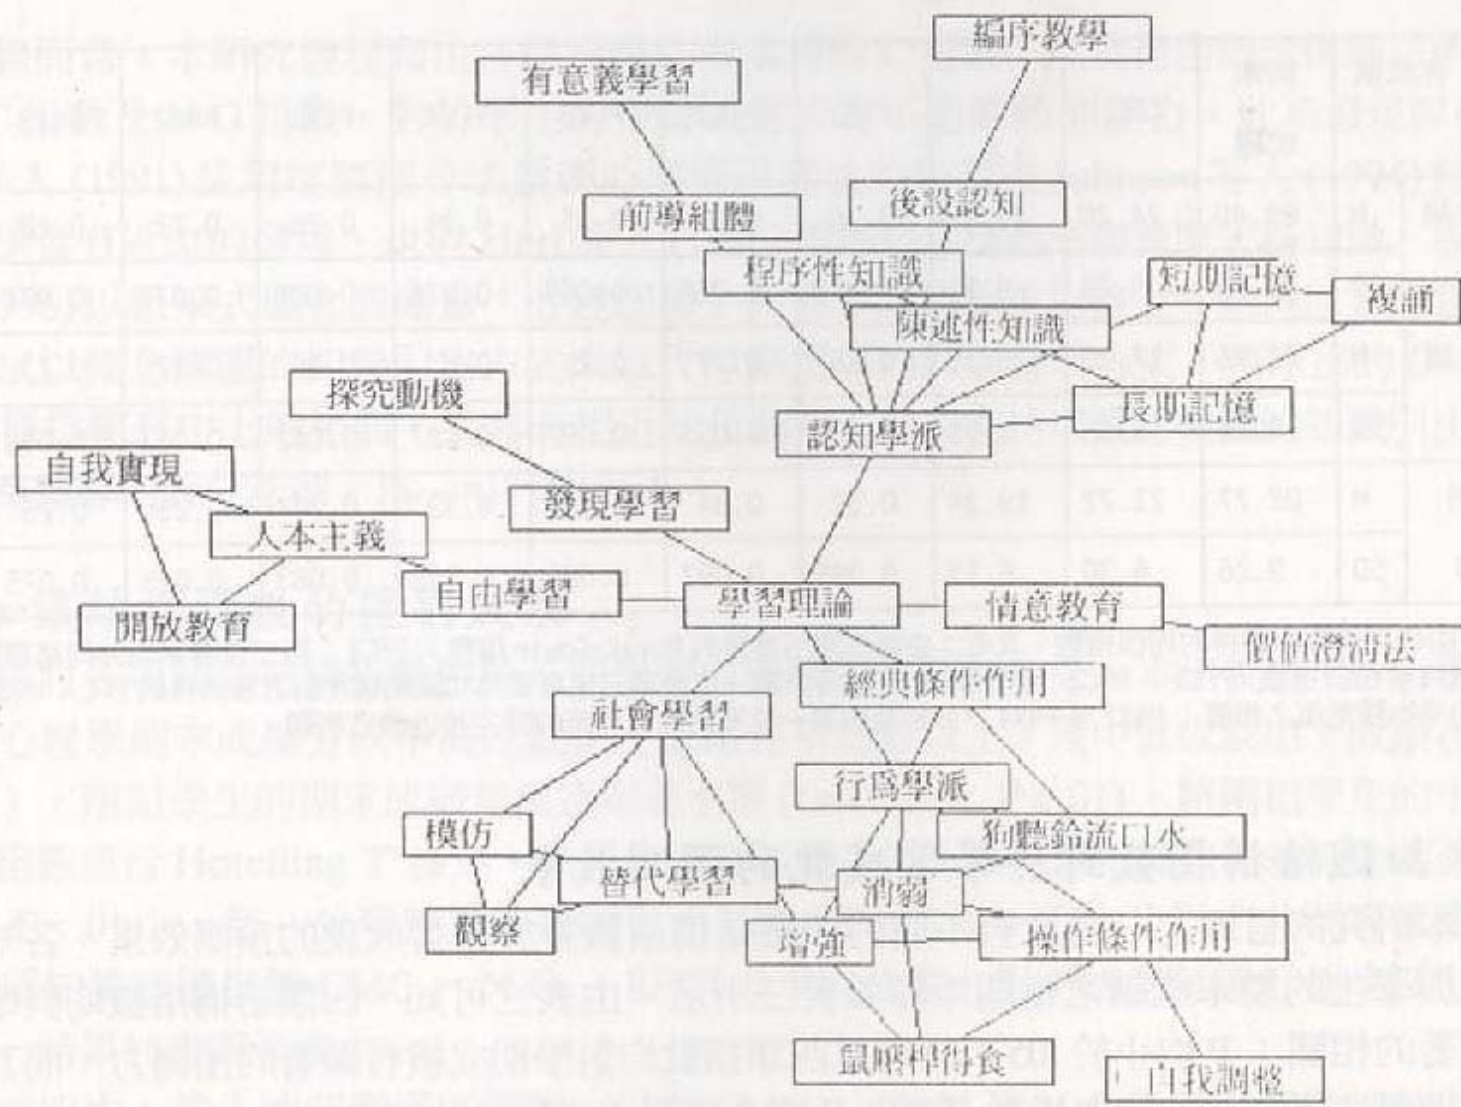 編序教學
有意義學習
後設認知
前導組體
程序性知識
短期記憶
複誦
陳述性知識
探究動機
長期記憶
認知學派
自我實現
發現學習
人本主義
自由學習
學習理論
情意教育
開放教育
價值澄清法
經典條件作用
社會學習
行為學派
模仿
狗聽鈴流口水
替代學習
消弱
觀察
增強
操作條件作用
鼠壓桿得食
自我調整